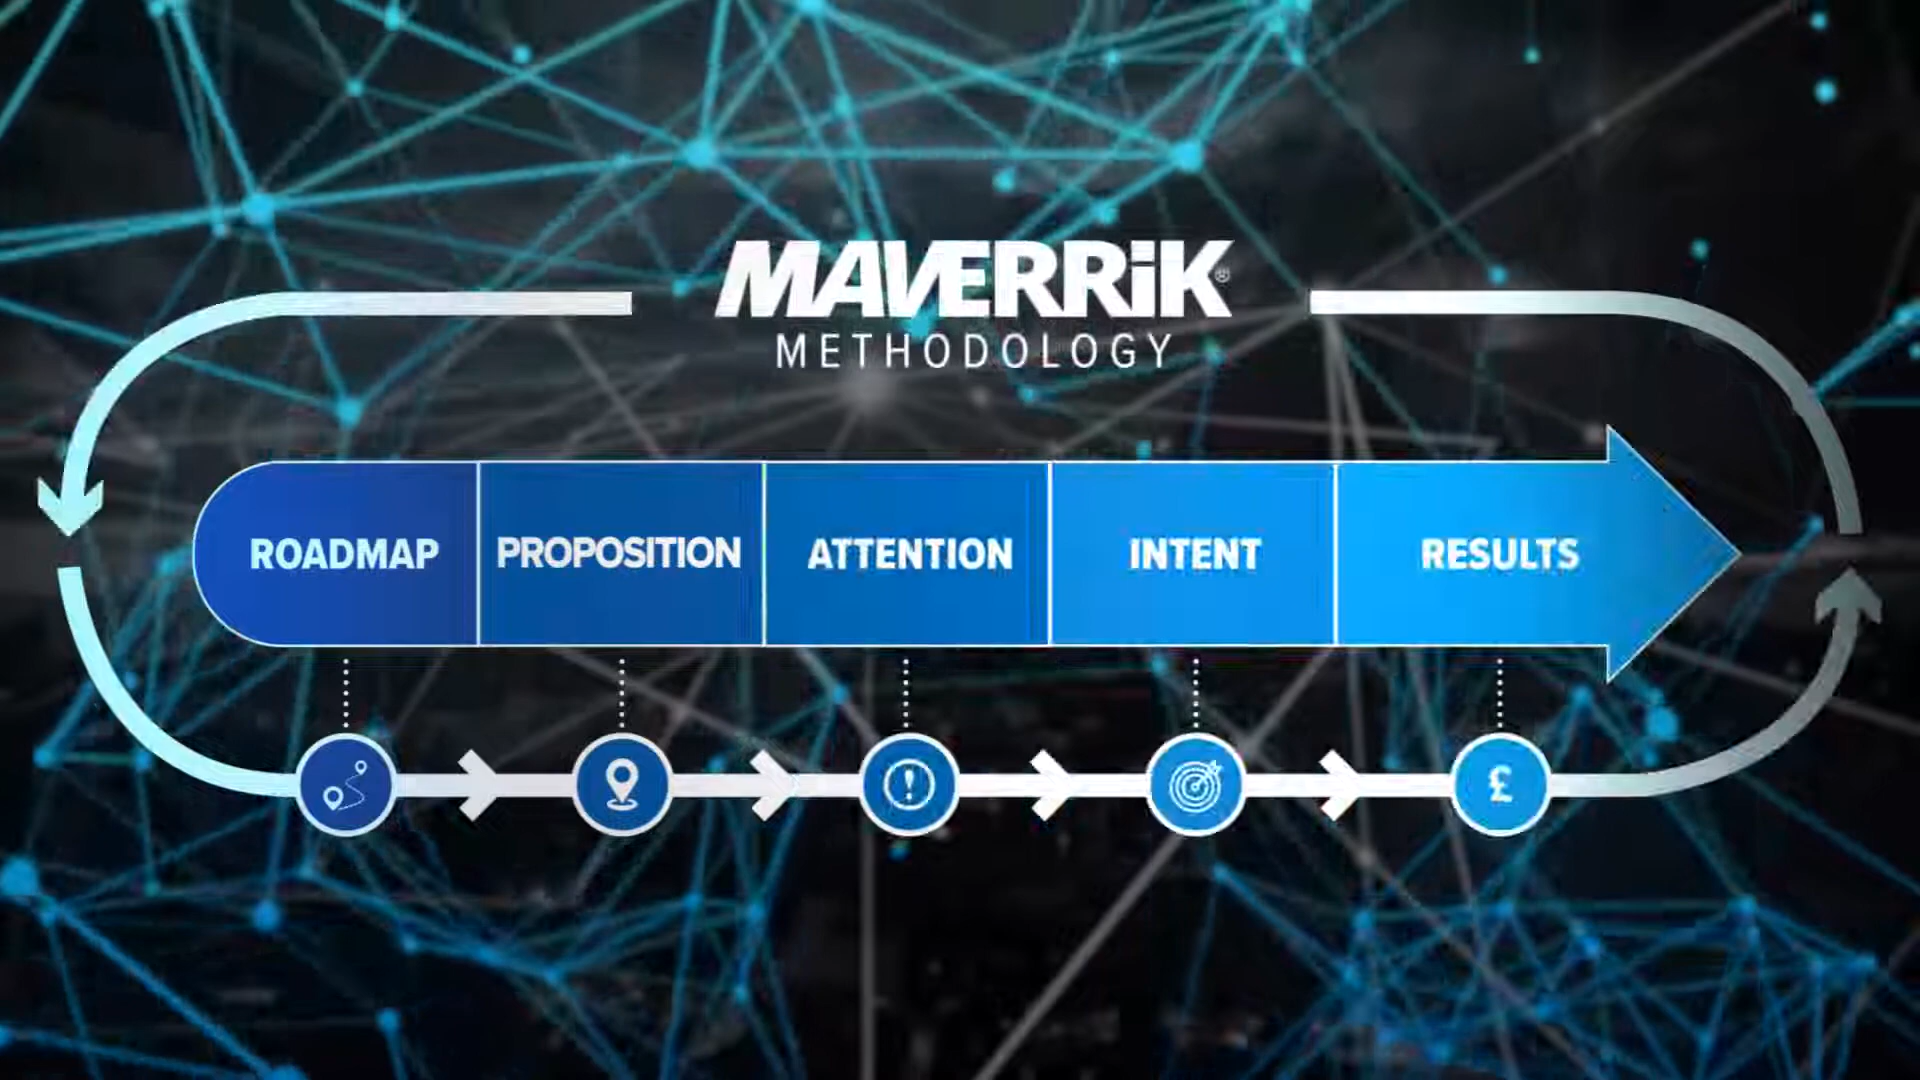 MAVERRiK®
METHODOLOGY
ROADMAP
PROPOSITION
ATTENTION
INTENT
RESULTS
!
£